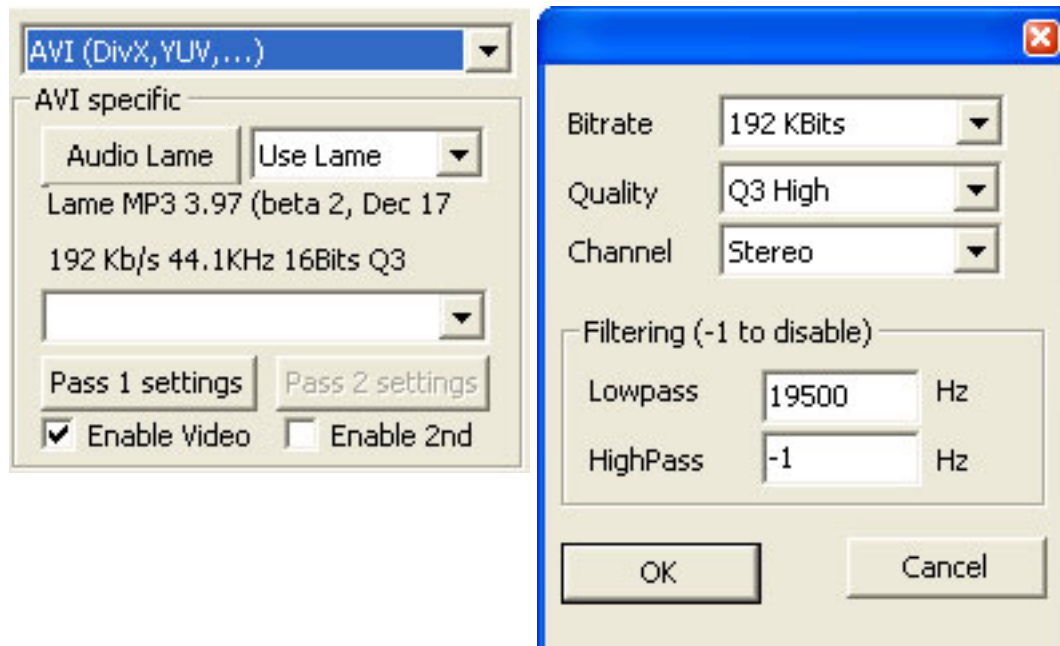 AVI (DivX,YUV,...)
AVI specific
Audio Lame Use Lame
Lame MP3 3.97 (beta 2, Dec 17
192 Kb/s 44.1KHz 16Bits Q3
Pass 1 settings Pass 2 settings
Enable Video Enable 2nd
Bitrate 192 KBits
Quality Q3 High
Channel Stereo
Filtering (-1 to disable)
Lowpass 19500 Hz
HighPass -1 Hz
OK Cancel